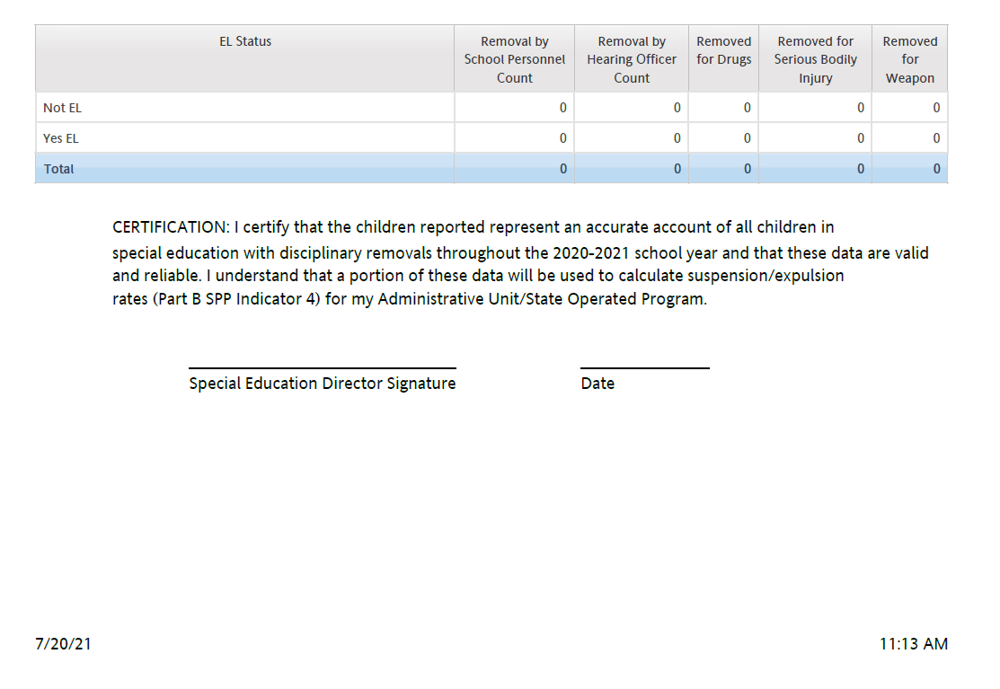 EL Status Removal by School Personnel Count Removal by Hearing Officer Count Removed for Drugs Removed for Serious Bodily Injury Removed for Weapon
Not EL 0 0 0 0 0
Yes EL 0 0 0 0 0
Total 0 0 0 0 0
CERTIFICATION: I certify that the children reported represent an accurate account of all children in
special education with disciplinary removals throughout the 2020-2021 school year and that these data are valid
and reliable. I understand that a portion of these data will be used to calculate suspension/expulsion
rates (Part B SPP Indicator 4) for my Administrative Unit/State Operated Program.
Special Education Director Signature Date
7/20/21 11:13 AM